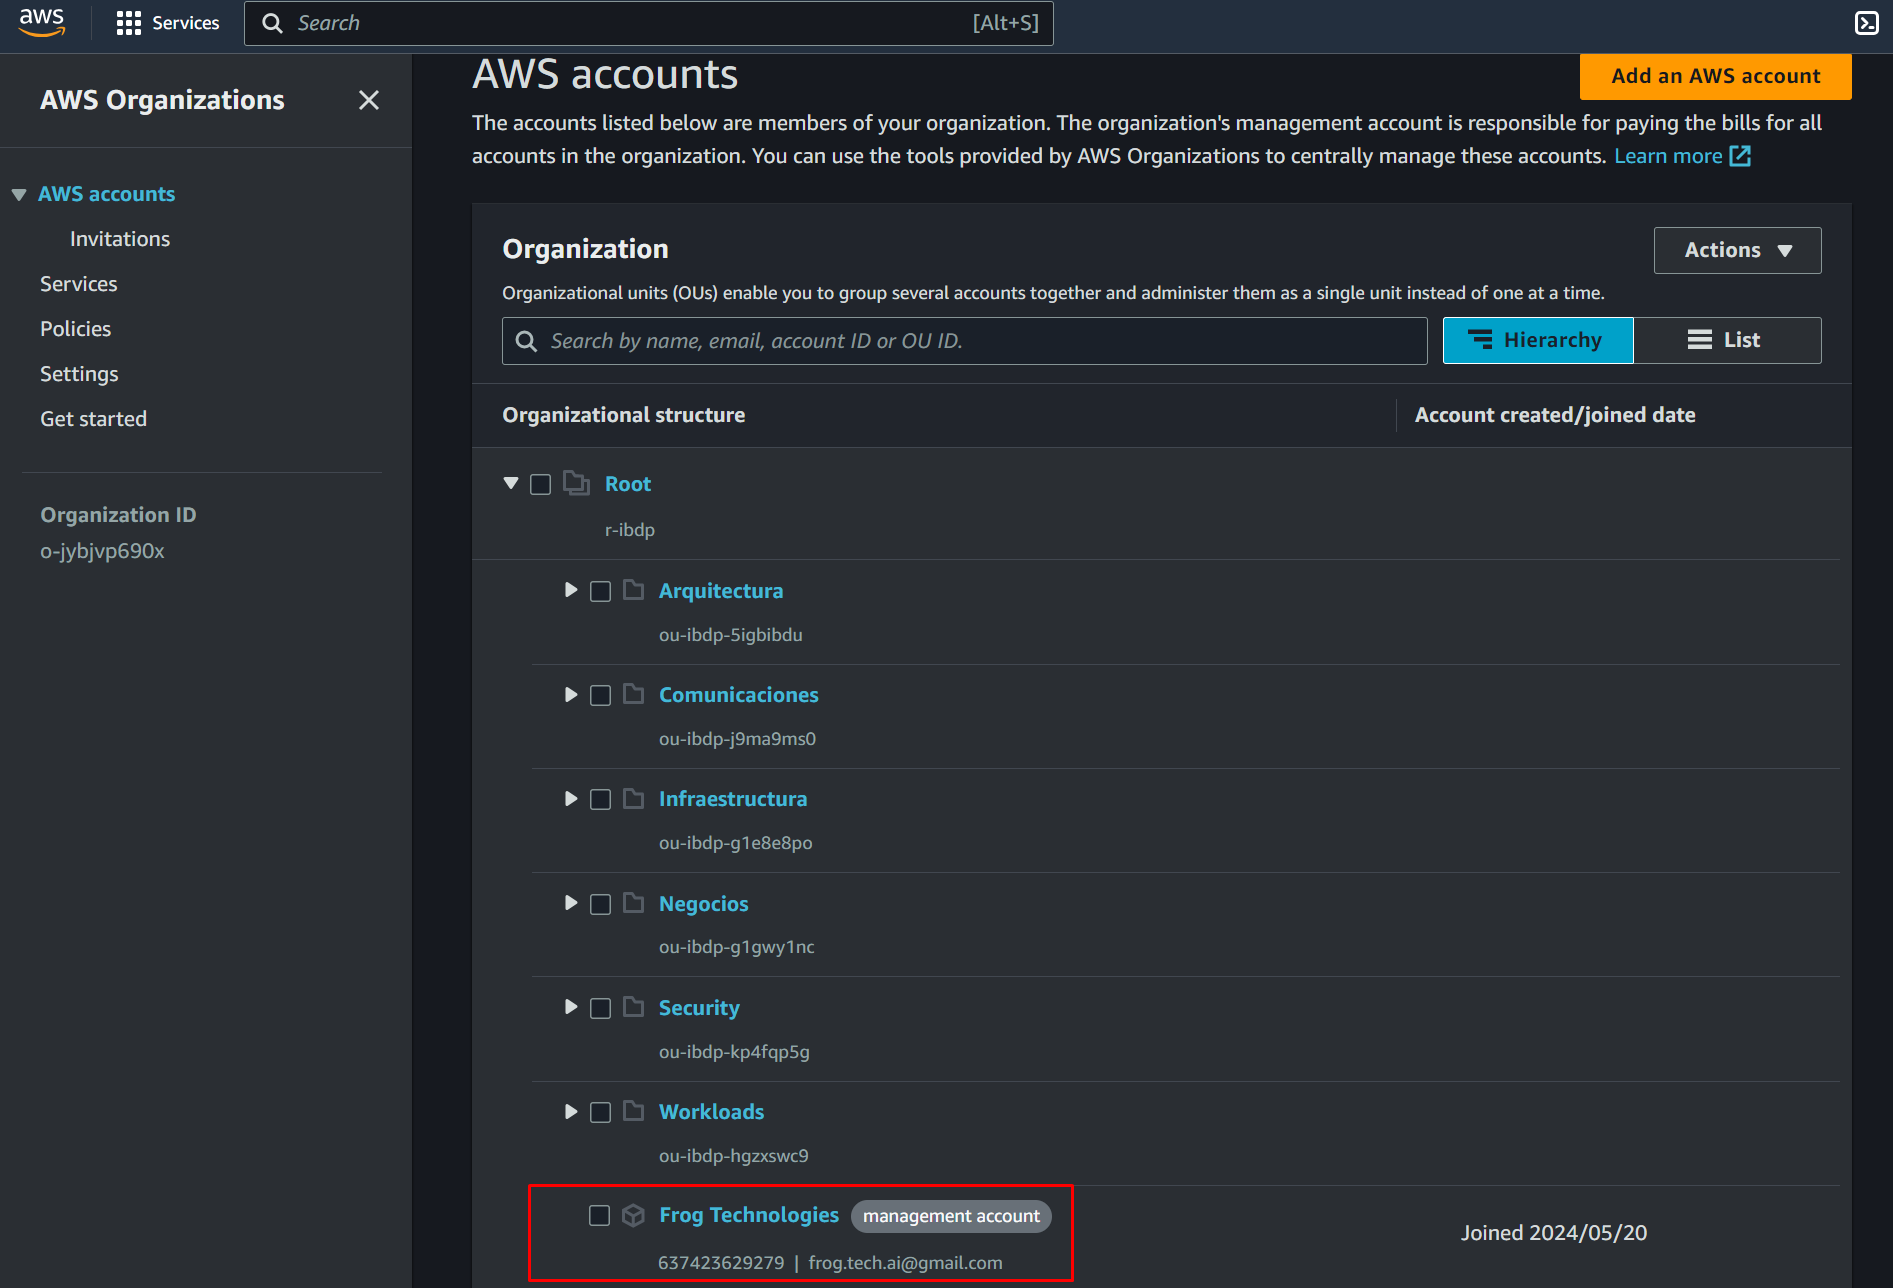 aws
Services
Search
[Alt+S]
AWS Organizations
AWS accounts
Invitations
Services
Policies
Settings
Get started
Organization ID
o-jybjvp690x
AWS accounts
Add an AWS account
The accounts listed below are members of your organization. The organization's management account is responsible for paying the bills for all
accounts in the organization. You can use the tools provided by AWS Organizations to centrally manage these accounts. Learn more
Organization
Actions
Organizational units (OUs) enable you to group several accounts together and administer them as a single unit instead of one at a time.
Search by name, email, account ID or OU ID.
Hierarchy
List
Organizational structure
Account created/joined date
Root
r-ibdp
Arquitectura
ou-ibdp-5igbibdu
Comunicaciones
ou-ibdp-j9ma9ms0
Infraestructura
ou-ibdp-g1e8e8po
Negocios
ou-ibdp-g1gwy1nc
Security
ou-ibdp-kp4fqp5g
Workloads
ou-ibdp-hgzxswc9
Frog Technologies management account
Joined 2024/05/20
637423629279 | frog.tech.ai@gmail.com